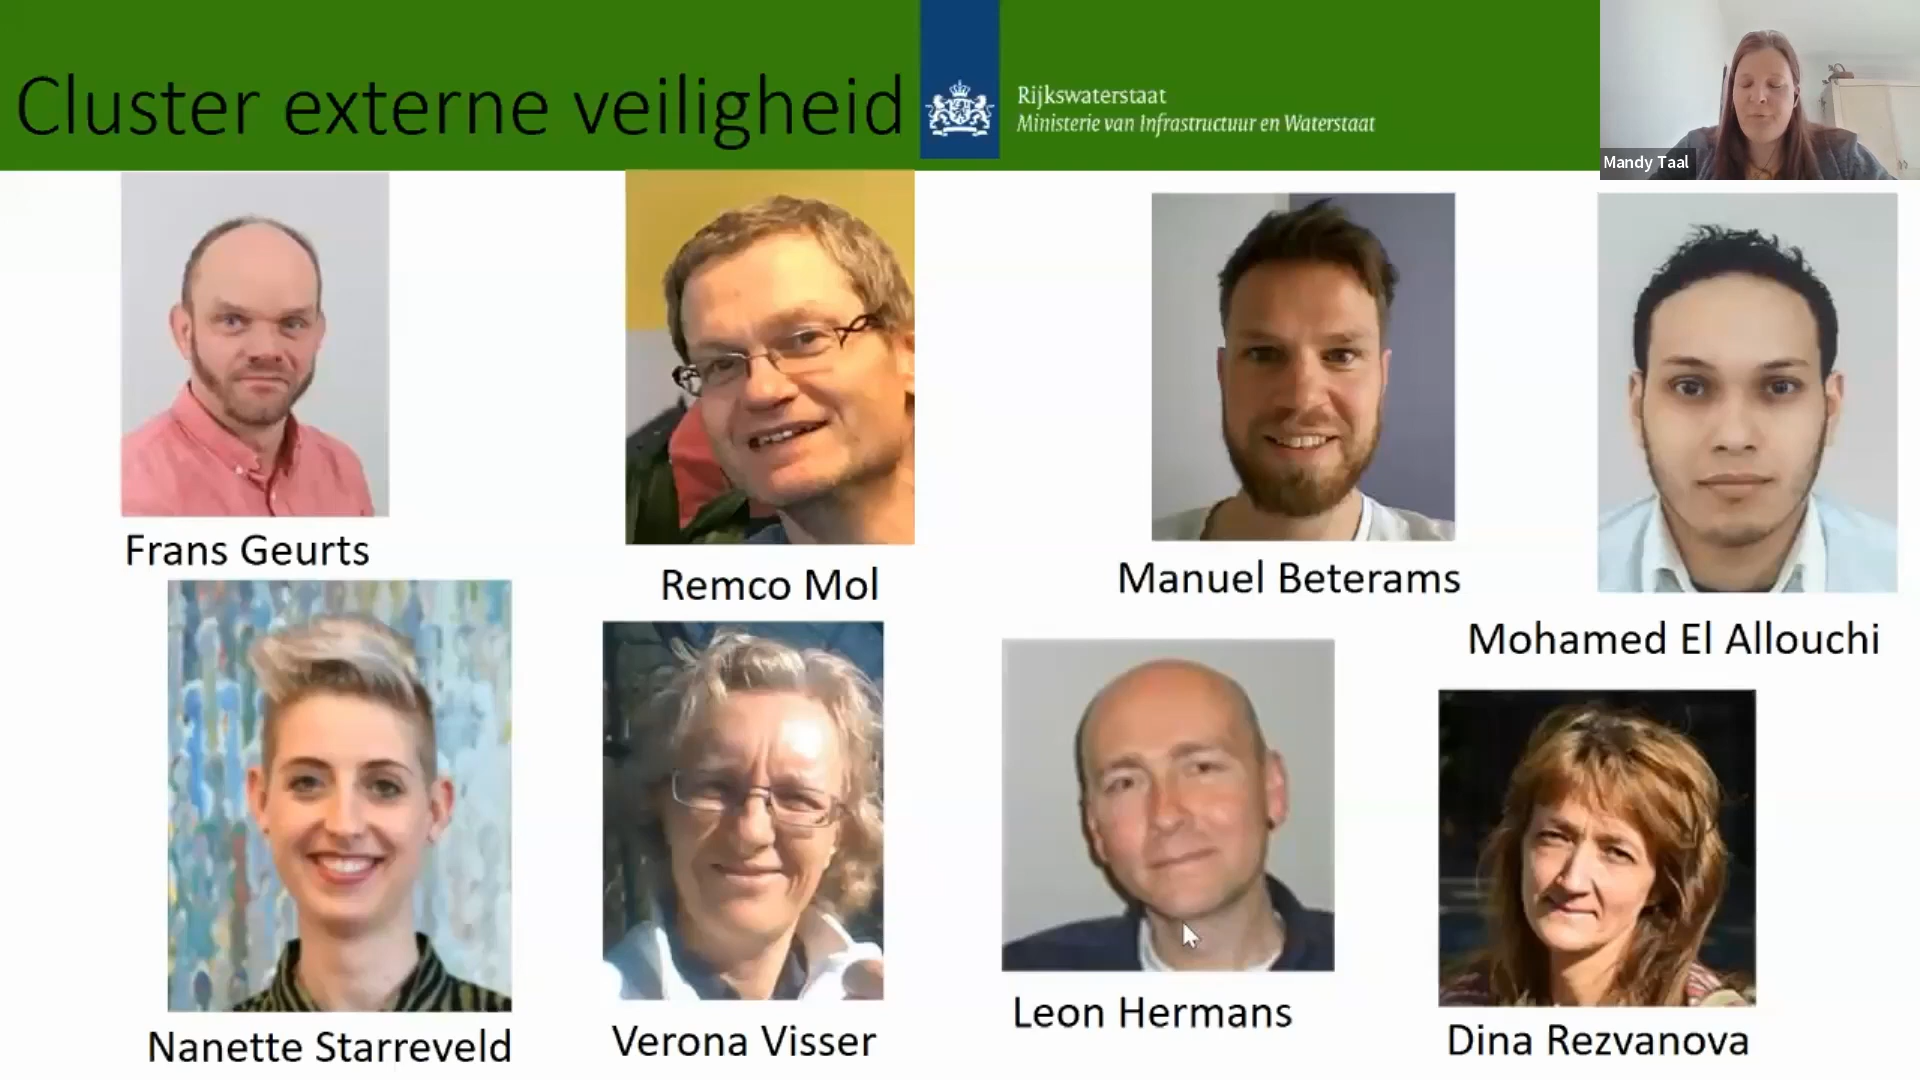 Cluster externe veiligheid
Rijkswaterstaat
Ministerie van Infrastructuur en Waterstaat
Mandy Taal
Frans Geurts
Remco Mol
Manuel Beterams
Mohamed El Allouchi
Nanette Starreveld
Verona Visser
Leon Hermans
Dina Rezvanova